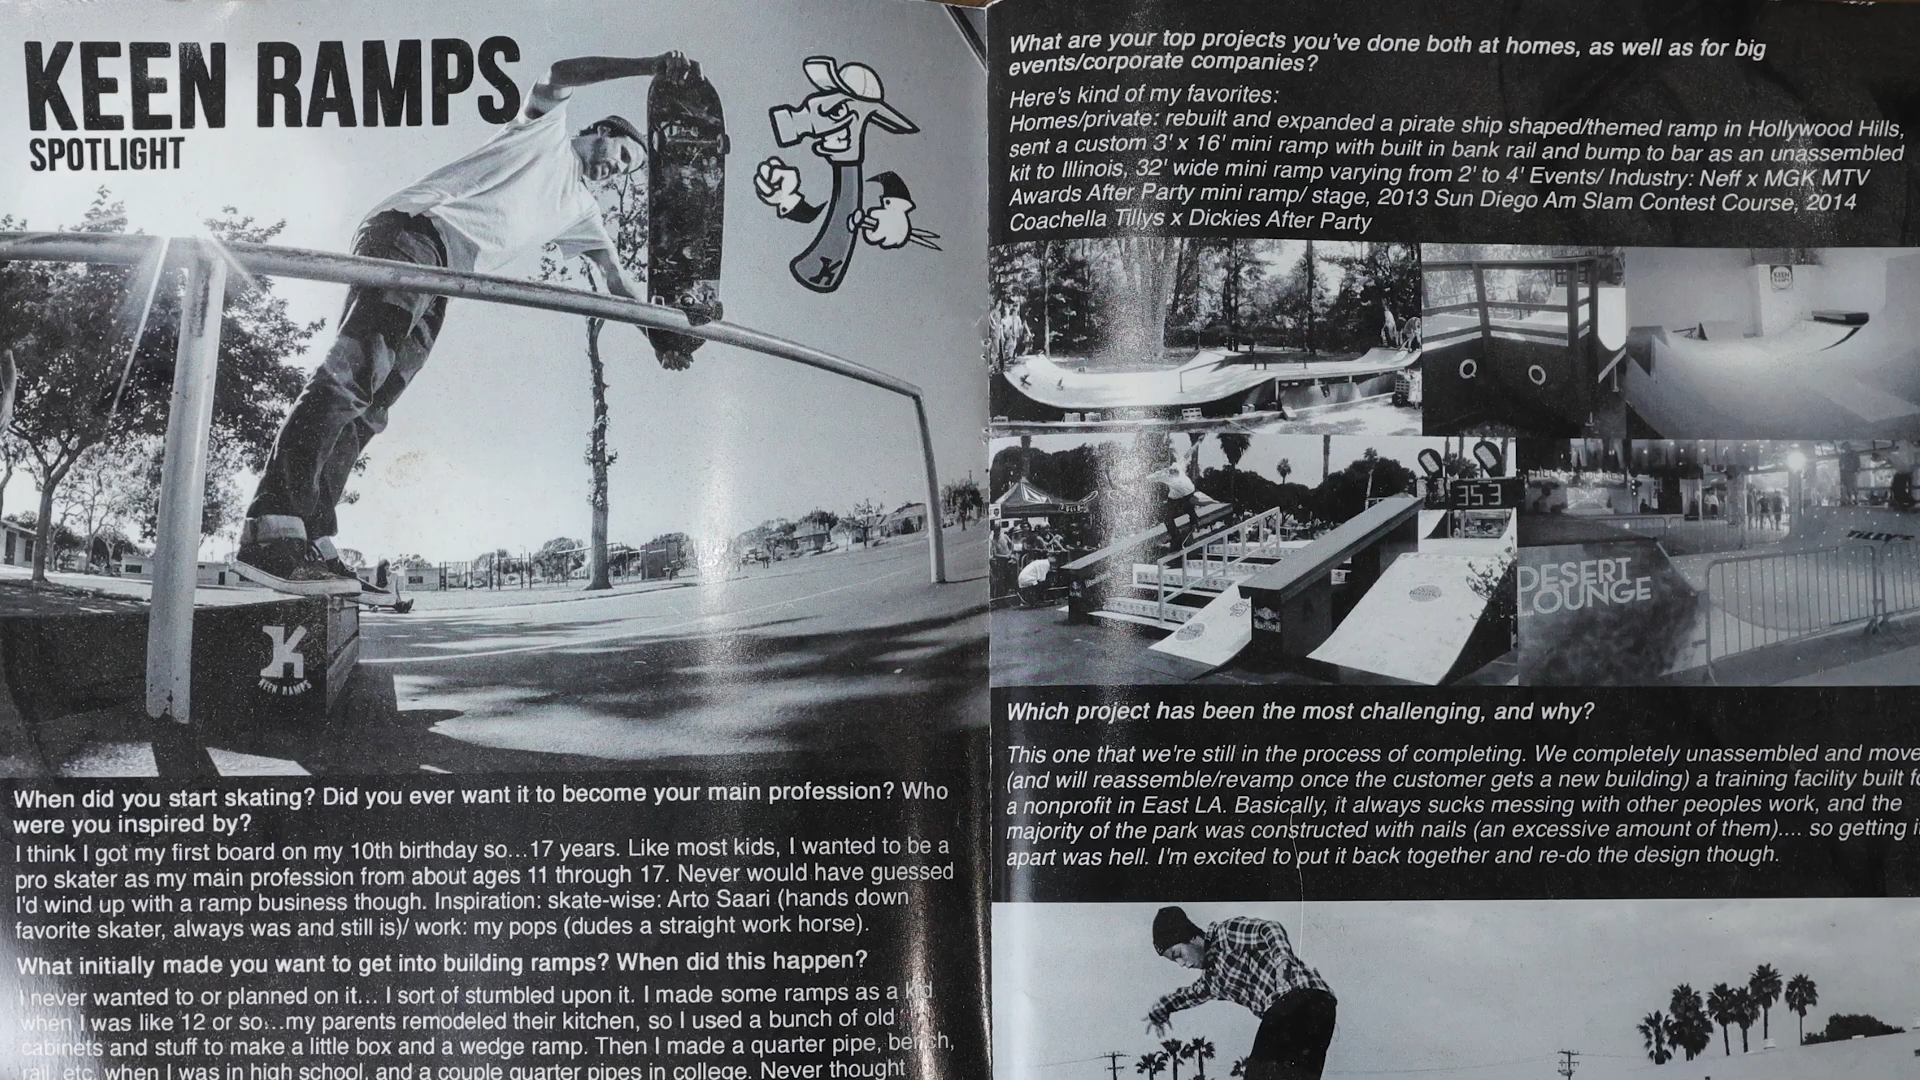 KEEN RAMPS
SPOTLIGHT
K
KEEN RAMPS
When did you start skating? Did you ever want it to become your main profession? Who
were you inspired by?
I think I got my first board on my 10th birthday so...17 years. Like most kids, I wanted to be a
pro skater as my main profession from about ages 11 through 17. Never would have guessed
I'd wind up with a ramp business though. Inspiration: skate-wise: Arto Saari (hands down
favorite skater, always was and still is)/ work: my pops (dudes a straight work horse).
What initially made you want to get into building ramps? When did this happen?
I never wanted to or planned on it... I sort of stumbled upon it. I made some ramps as a kid
when I was like 12 or so...my parents remodeled their kitchen, so I used a bunch of old
cabinets and stuff to make a little box and a wedge ramp. Then I made a quarter pipe, bench,
rail, etc. when I was in high school, and a couple quarter pipes in college. Never thought
What are your top projects you've done both at homes, as well as for big
events/corporate companies?
Here's kind of my favorites:
Homes/private: rebuilt and expanded a pirate ship shaped/themed ramp in Hollywood Hills,
sent a custom 3' x 16' mini ramp with built in bank rail and bump to bar as an unassembled
kit to Illinois, 32' wide mini ramp varying from 2' to 4' Events/ Industry: Neff x MGK MTV
Awards After Party mini ramp/ stage, 2013 Sun Diego Am Slam Contest Course, 2014
Coachella Tillys x Dickies After Party
KEEN RAMPS
353
TILLY'S
DESERT
LOUNGE
Which project has been the most challenging, and why?
This one that we're still in the process of completing. We completely unassembled and move
(and will reassemble/revamp once the customer gets a new building) a training facility built fo
a nonprofit in East LA. Basically, it always sucks messing with other peoples work, and the
majority of the park was constructed with nails (an excessive amount of them).... so getting i
apart was hell. I'm excited to put it back together and re-do the design though.